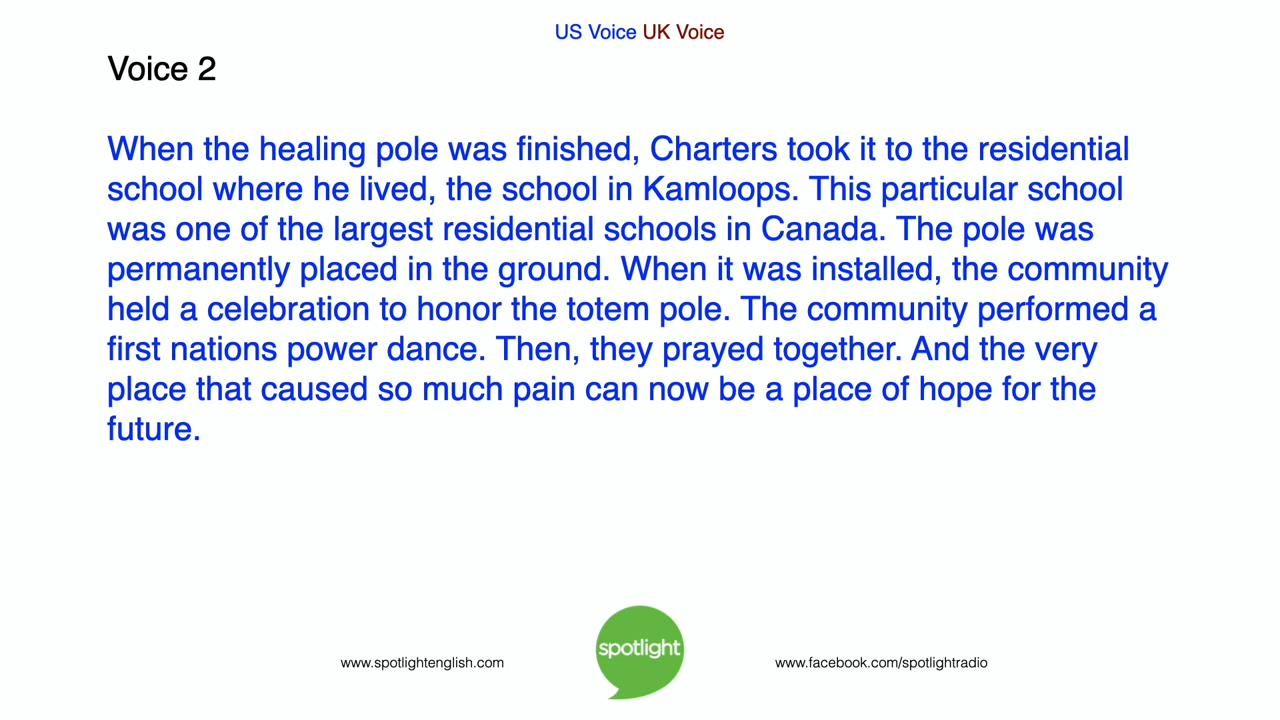 US Voice UK Voice
Voice 2
When the healing pole was finished, Charters took it to the residential
school where he lived, the school in Kamloops. This particular school
was one of the largest residential schools in Canada. The pole was
permanently placed in the ground. When it was installed, the community
held a celebration to honor the totem pole. The community performed a
first nations power dance. Then, they prayed together. And the very
place that caused so much pain can now be a place of hope for the
future.
www.spotlightenglish.com
spotlight
www.facebook.com/spotlightradio